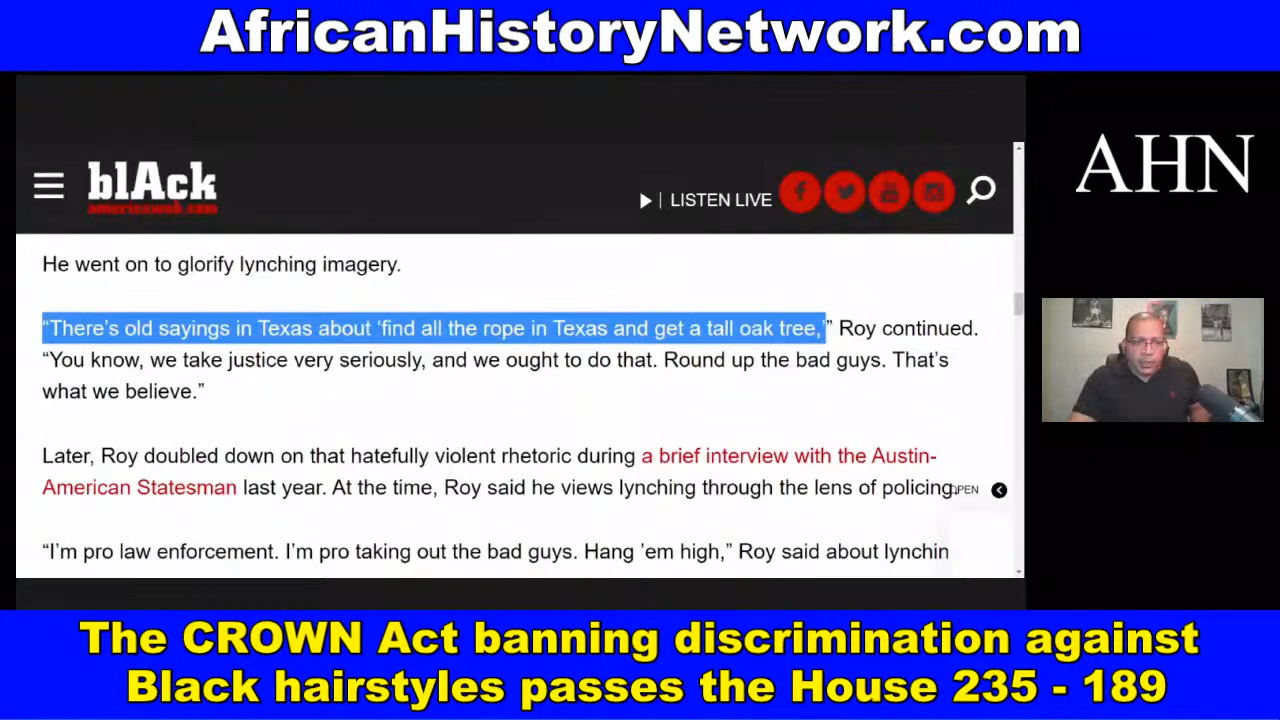 AfricanHistoryNetwork.com
AHN
blAck
americaweb.com
LISTEN LIVE
He went on to glorify lynching imagery.
“There’s old sayings in Texas about ‘find all the rope in Texas and get a tall oak tree,’” Roy continued.
“You know, we take justice very seriously, and we ought to do that. Round up the bad guys. That’s
what we believe.”
Later, Roy doubled down on that hatefully violent rhetoric during a brief interview with the Austin-
American Statesman last year. At the time, Roy said he views lynching through the lens of policing.
OPEN
“I’m pro law enforcement. I’m pro taking out the bad guys. Hang ’em high,” Roy said about lynchin
The CROWN Act banning discrimination against
Black hairstyles passes the House 235 - 189